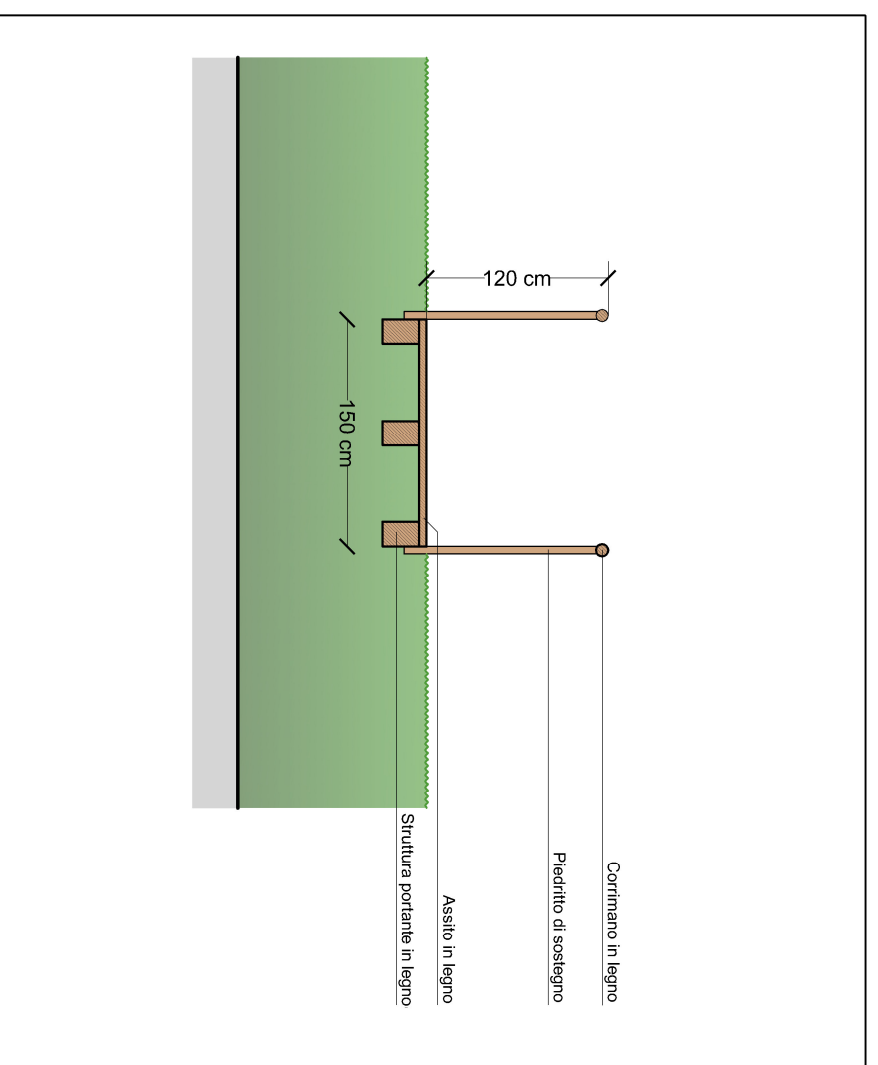 120 cm
150 cm
Corrimano in legno
Piedritto di sostegno
Assito in legno
Struttura portante in legno